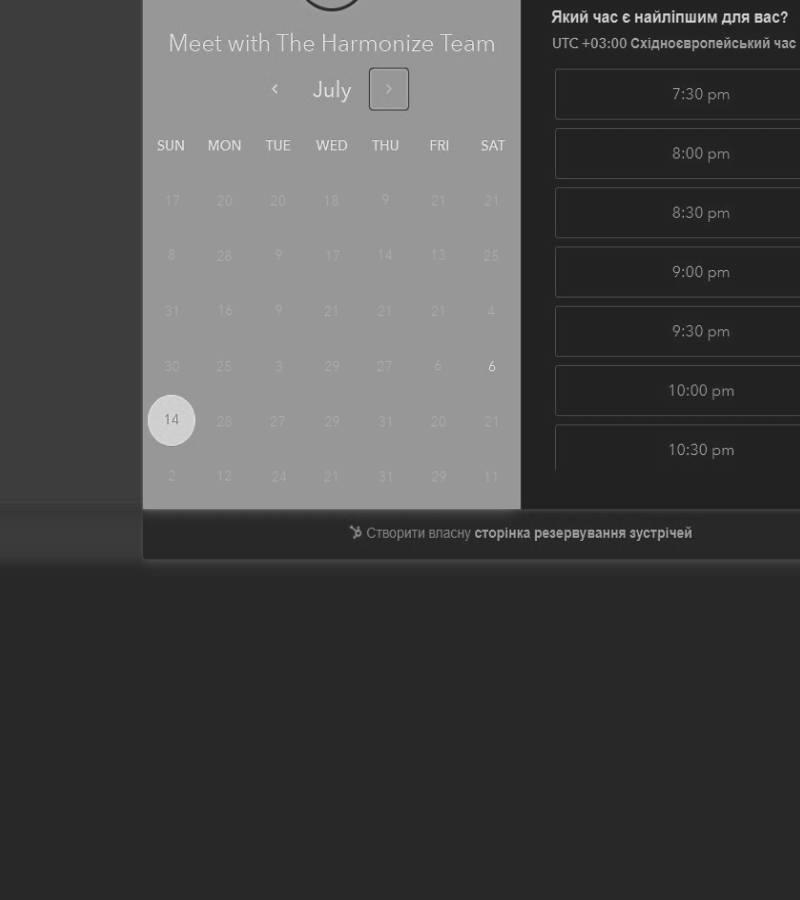 Meet with The Harmonize Team
July
SUN MON TUE WED THU FRI SAT
17 20 20 18 9 21 21
8 28 9 17 14 13 25
31 16 9 21 21 21 4
30 25 3 29 27 6 6
14 28 27 29 31 20 21
2 12 24 21 31 29 11
Який час є найліпшим для вас?
UTC +03:00 Східноєвропейський час
7:30 pm
8:00 pm
8:30 pm
9:00 pm
9:30 pm
10:00 pm
10:30 pm
Створити власну сторінка резервування зустрічей